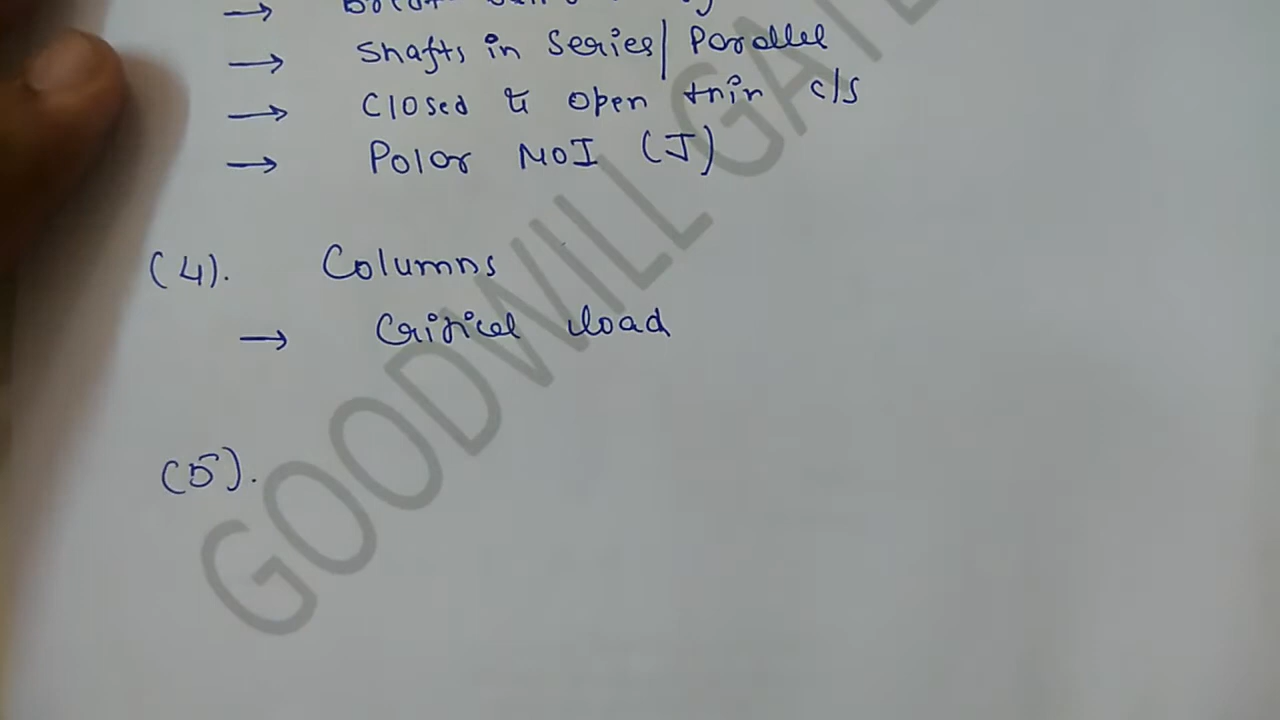 → Shafts in Series| Parallel
→ Closed & open thin c/s
→ Polar MOI (J)
(4). Columns
→ Critical load
(5).
GOODWILL GATE